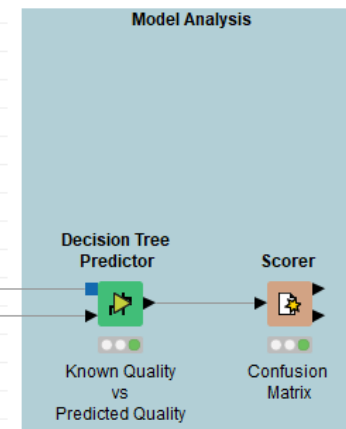 Model Analysis
Decision Tree
Predictor
Scorer
Known Quality
vs
Predicted Quality
Confusion
Matrix